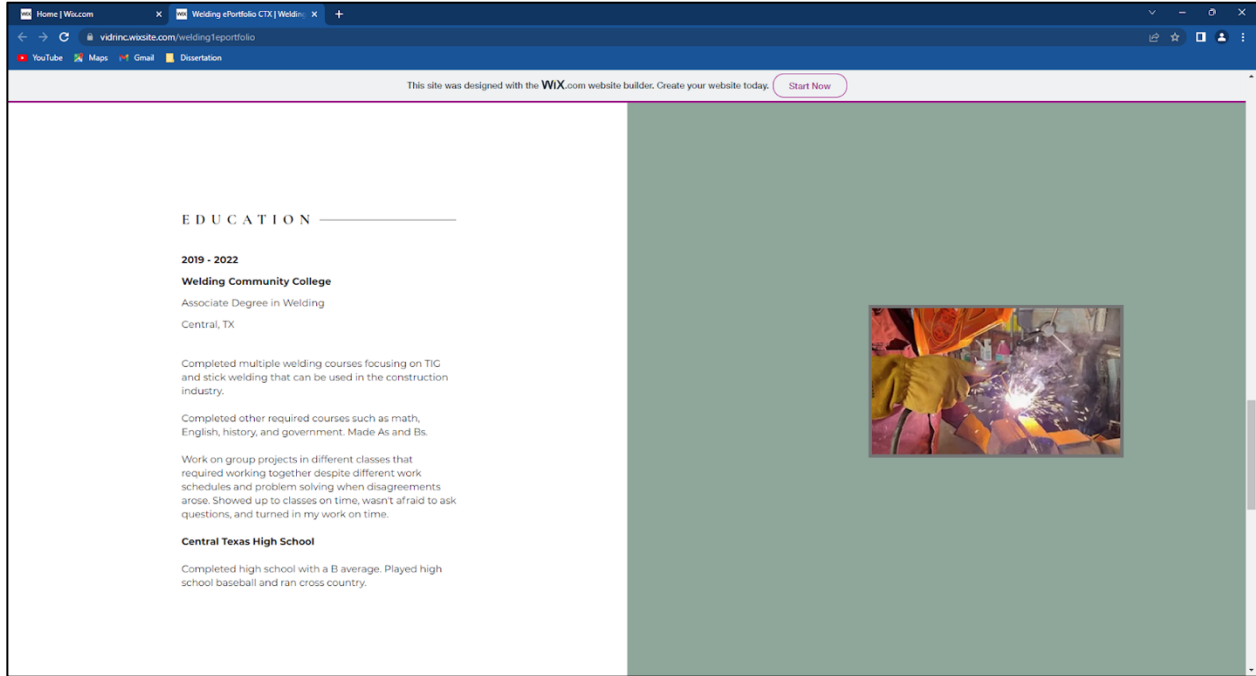 Home | Wix.com
Welding ePortfolio CTX | Welding
vidrinc.wixsite.com/welding1eportfolio
YouTube Maps Gmail Dissertation
This site was designed with the WiX.com website builder. Create your website today. Start Now
EDUCATION
2019 - 2022
Welding Community College
Associate Degree in Welding
Central, TX
Completed multiple welding courses focusing on TIG
and stick welding that can be used in the construction
industry.
Completed other required courses such as math,
English, history, and government. Made As and Bs.
Work on group projects in different classes that
required working together despite different work
schedules and problem solving when disagreements
arose. Showed up to classes on time, wasn't afraid to ask
questions, and turned in my work on time.
Central Texas High School
Completed high school with a B average. Played high
school baseball and ran cross country.